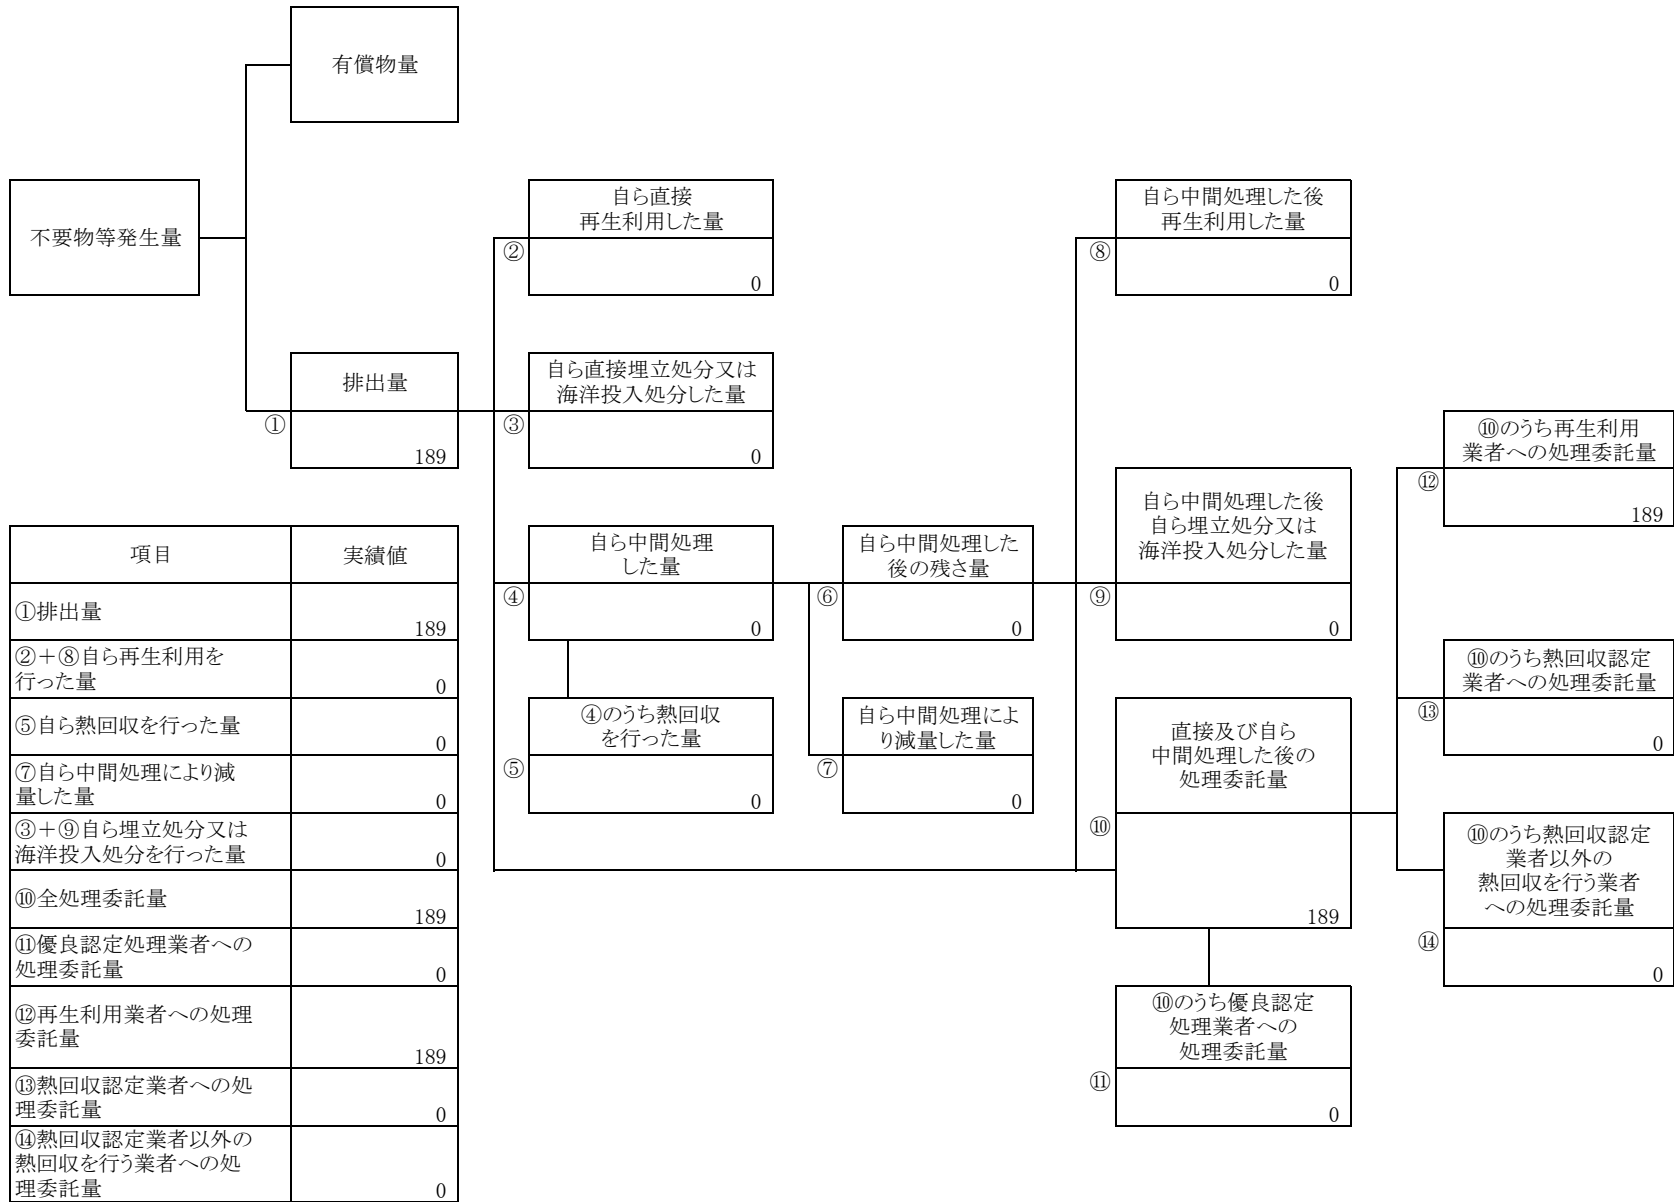 有償物量
不要物等発生量
排出量
①
189
自ら直接
再生利用した量
②
0
自ら直接埋立処分又は
海洋投入処分した量
③
0
自ら中間処理
した量
④
0
④のうち熱回収
を行った量
⑤
0
自ら中間処理した
後の残さ量
⑥
0
自ら中間処理によ
り減量した量
⑦
0
自ら中間処理した後
再生利用した量
⑧
0
自ら中間処理した後
自ら埋立処分又は
海洋投入処分した量
⑨
0
直接及び自ら
中間処理した後の
処理委託量
⑩
189
⑩のうち優良認定
処理業者への
処理委託量
⑪
0
⑩のうち再生利用
業者への処理委託量
⑫
189
⑩のうち熱回収認定
業者への処理委託量
⑬
0
⑩のうち熱回収認定
業者以外の
熱回収を行う業者
への処理委託量
⑭
0
項目 実績値
①排出量
189
②+⑧自ら再生利用を
行った量
0
⑤自ら熱回収を行った量
0
⑦自ら中間処理により減
量した量
0
③+⑨自ら埋立処分又は
海洋投入処分を行った量
0
⑩全処理委託量
189
⑪優良認定処理業者への
処理委託量
0
⑫再生利用業者への処理
委託量
189
⑬熱回収認定業者への処
理委託量
0
⑭熱回収認定業者以外の
熱回収を行う業者への処
理委託量
0